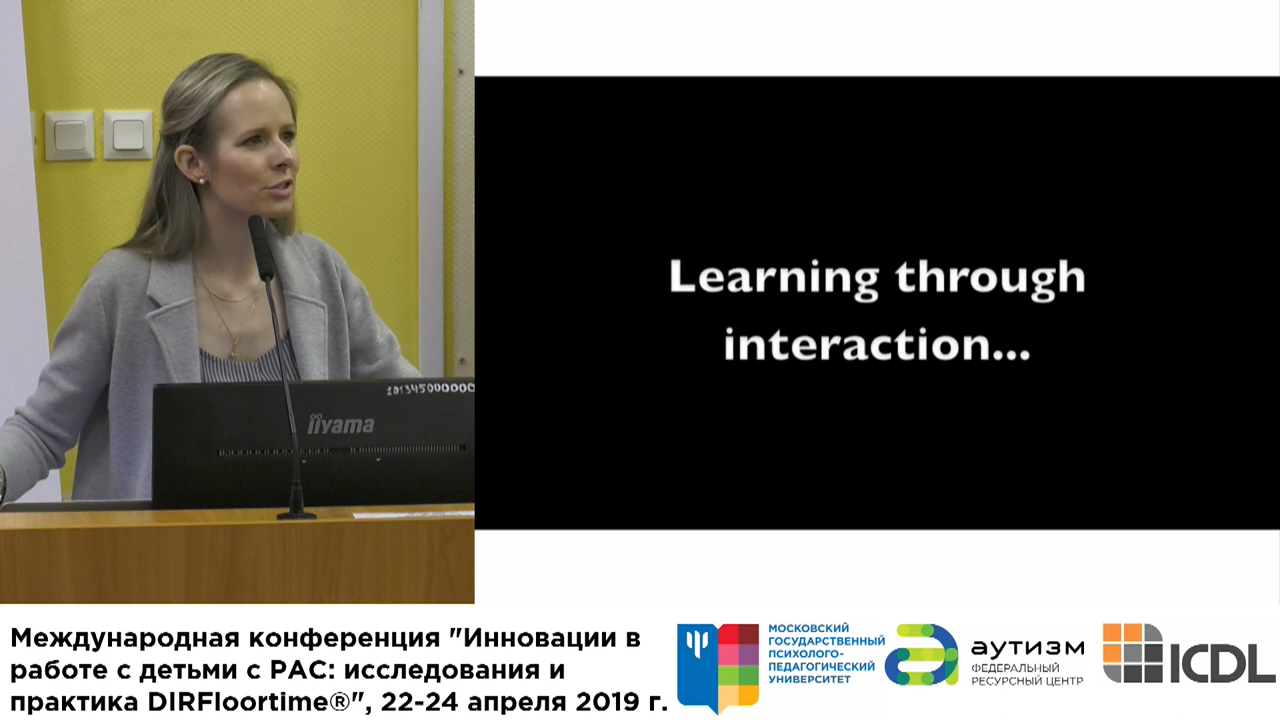 Learning through
interaction...
iiyama
Международная конференция "Инновации в
работе с детьми с РАС: исследования и
практика DIRFloortime®", 22-24 апреля 2019 г.
МОСКОВСКИЙ
ГОСУДАРСТВЕННЫЙ
ПСИХОЛОГО-
ПЕДАГОГИЧЕСКИЙ
УНИВЕРСИТЕТ
аутизм
ФЕДЕРАЛЬНЫЙ
РЕСУРСНЫЙ ЦЕНТР
ICDL